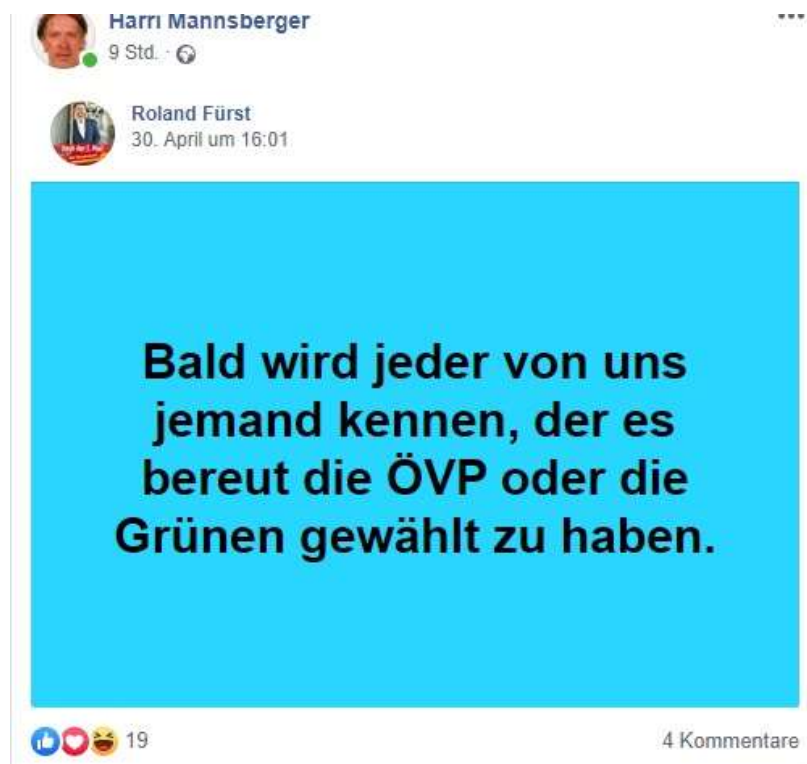 Harri Mannsberger
9 Std. ·
Roland Fürst
30. April um 16:01
Bald wird jeder von uns
jemand kennen, der es
bereut die ÖVP oder die
Grünen gewählt zu haben.
19
4 Kommentare